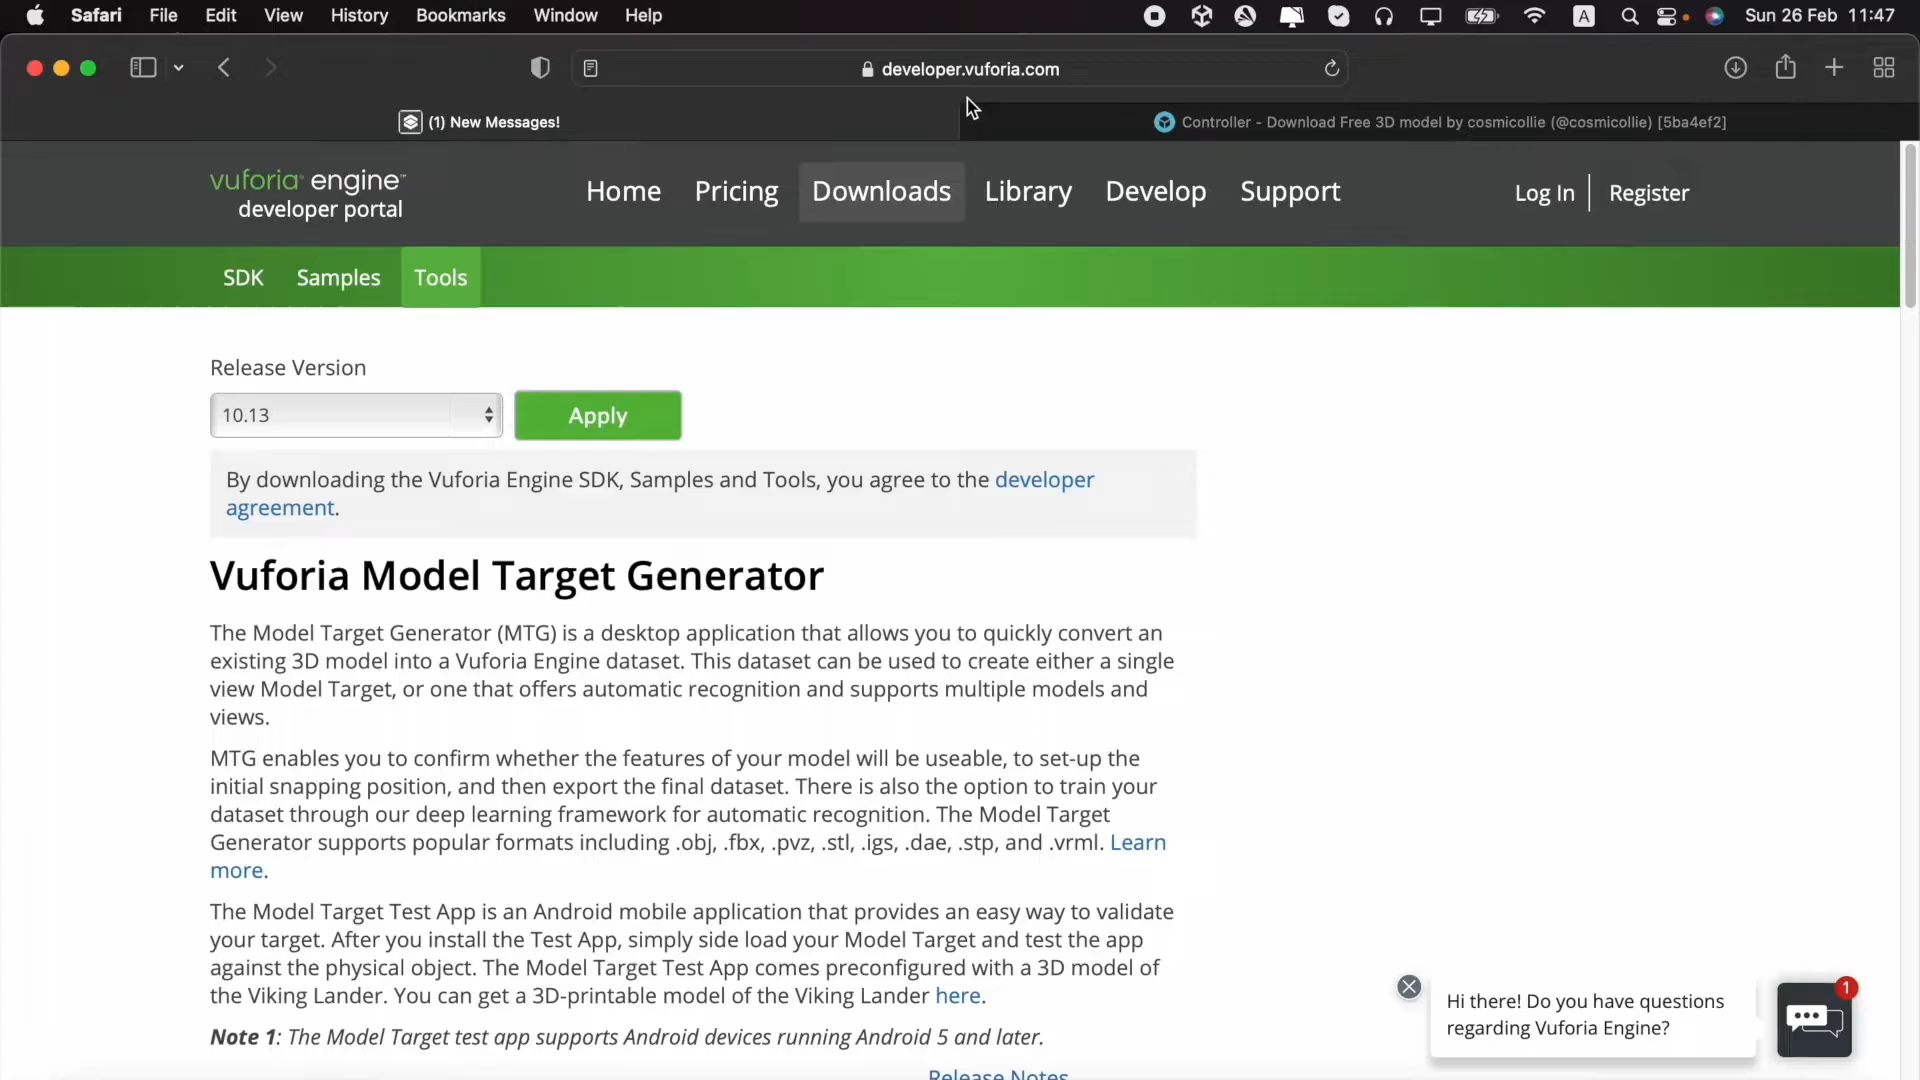 Safari File Edit View History Bookmarks Window Help A Sun 26 Feb 11:47
developer.vuforia.com
(1) New Messages! Controller - Download Free 3D model by cosmicollie (@cosmicollie) [5ba4ef2]
vuforia® engine™
developer portal
Home Pricing Downloads Library Develop Support Log In Register
SDK Samples Tools
Release Version
10.13 Apply
By downloading the Vuforia Engine SDK, Samples and Tools, you agree to the developer
agreement.
Vuforia Model Target Generator
The Model Target Generator (MTG) is a desktop application that allows you to quickly convert an
existing 3D model into a Vuforia Engine dataset. This dataset can be used to create either a single
view Model Target, or one that offers automatic recognition and supports multiple models and
views.
MTG enables you to confirm whether the features of your model will be useable, to set-up the
initial snapping position, and then export the final dataset. There is also the option to train your
dataset through our deep learning framework for automatic recognition. The Model Target
Generator supports popular formats including .obj, .fbx, .pvz, .stl, .igs, .dae, .stp, and .vrml. Learn
more.
The Model Target Test App is an Android mobile application that provides an easy way to validate
your target. After you install the Test App, simply side load your Model Target and test the app
against the physical object. The Model Target Test App comes preconfigured with a 3D model of
the Viking Lander. You can get a 3D-printable model of the Viking Lander here.
Note 1: The Model Target test app supports Android devices running Android 5 and later.
Release Notes
Hi there! Do you have questions
regarding Vuforia Engine?
1